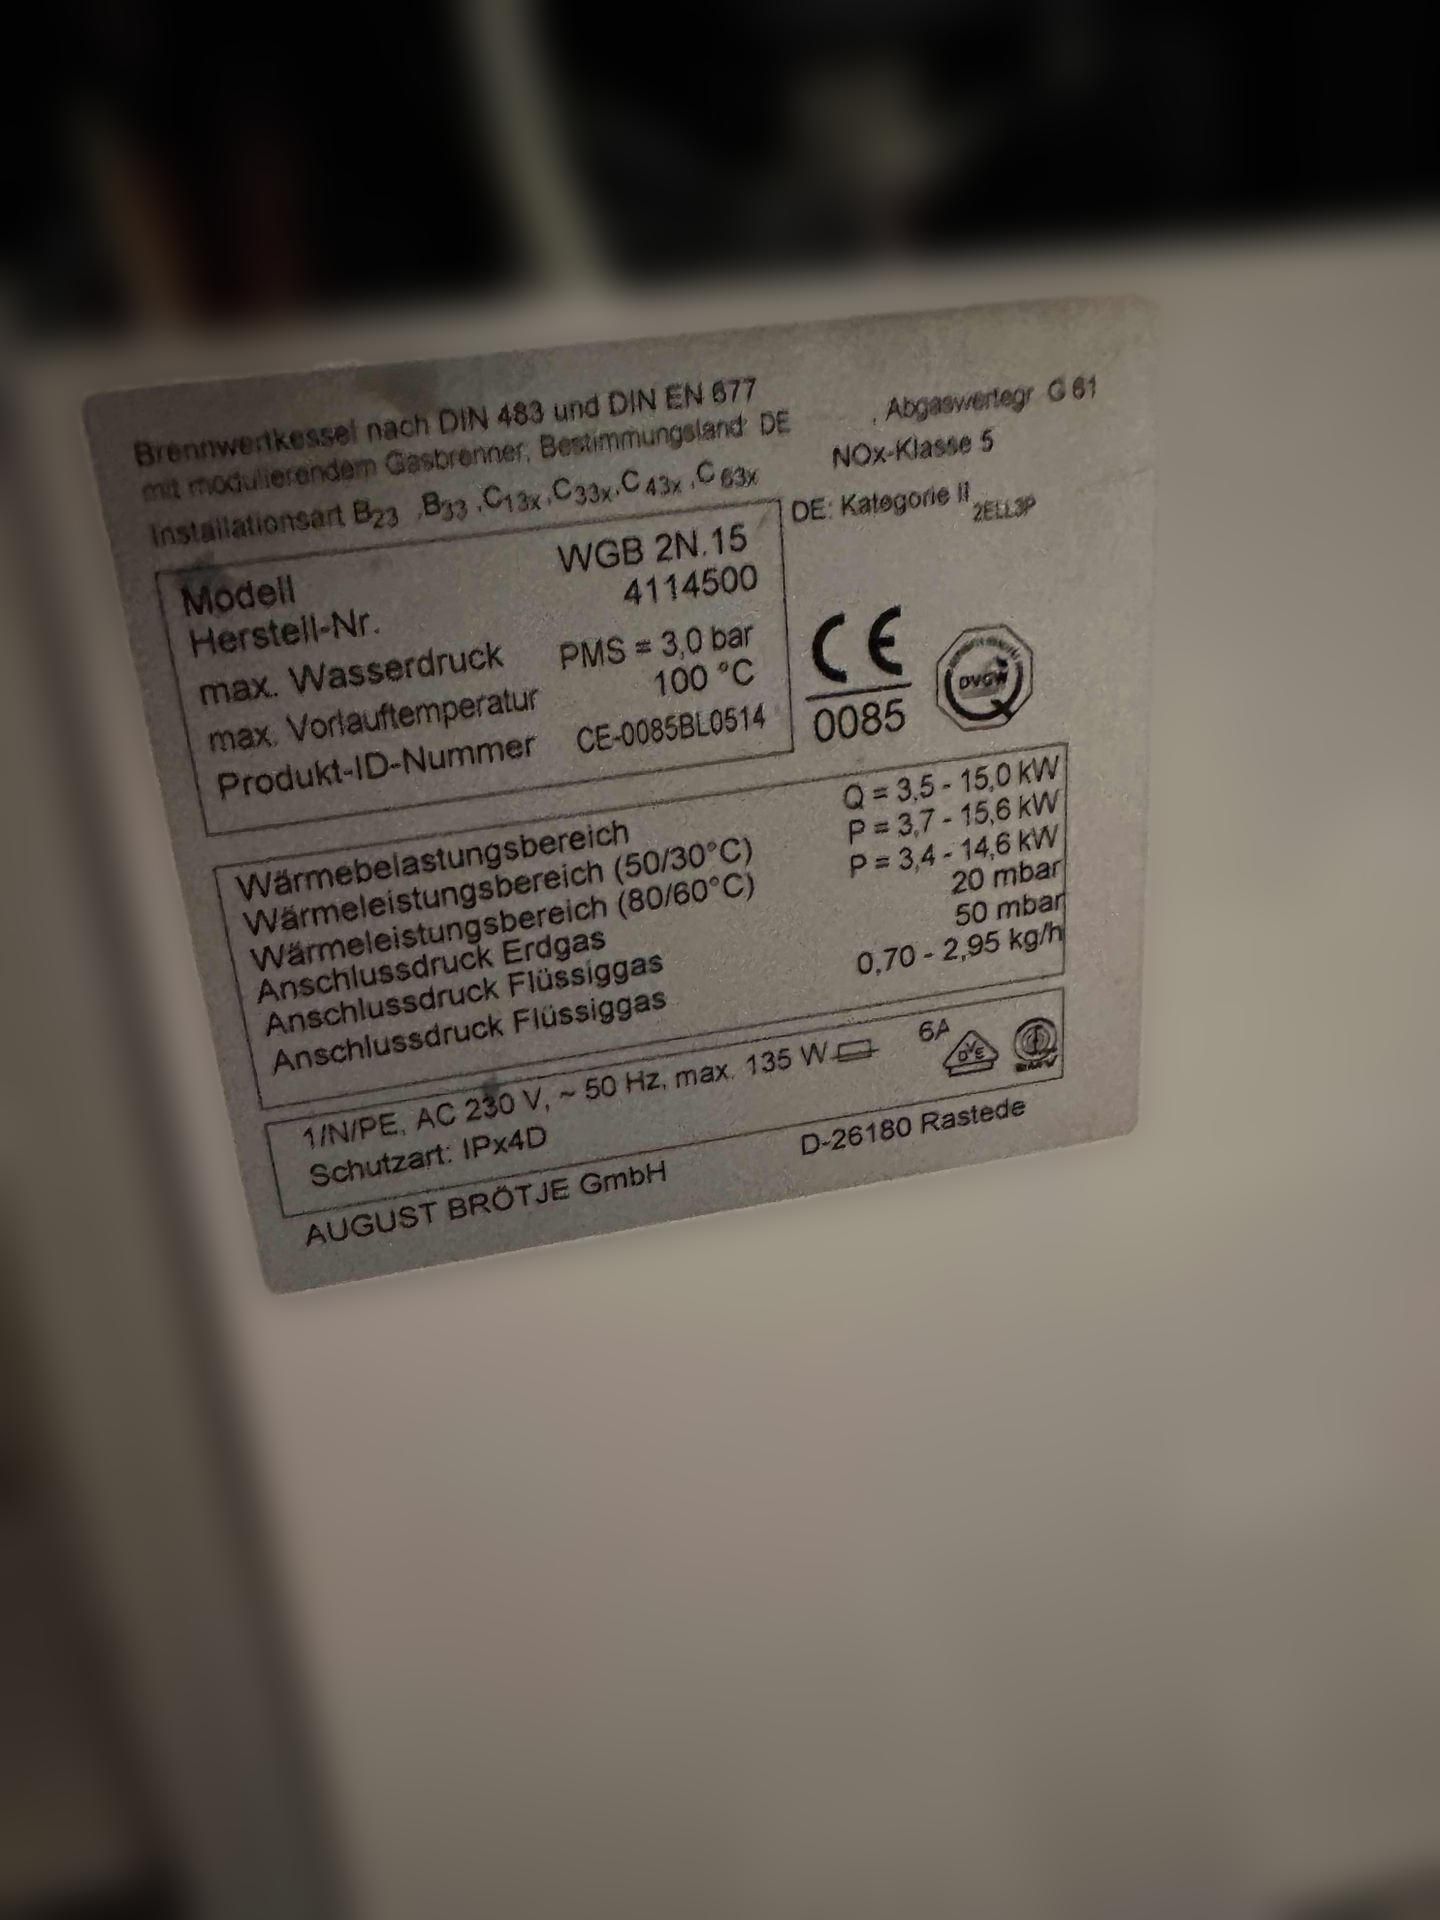 Brennwertkessel nach DIN 483 und DIN EN 677 , Abgaswertegr G 61
mit modulierendem Gasbrenner, Bestimmungsland: DE NOx-Klasse 5
Installationsart B23 ,B33 ,C13x,C33x,C43x ,C63x DE: Kategorie II2ELL3P
Modell WGB 2N.15
Herstell-Nr. 4114500
max. Wasserdruck PMS = 3,0 bar
max. Vorlauftemperatur 100 °C
Produkt-ID-Nummer CE-0085BL0514
CE
0085
DVGW
Wärmebelastungsbereich Q = 3,5 - 15,0 kW
Wärmeleistungsbereich (50/30°C) P = 3,7 - 15,6 kW
Wärmeleistungsbereich (80/60°C) P = 3,4 - 14,6 kW
Anschlussdruck Erdgas 20 mbar
Anschlussdruck Flüssiggas 50 mbar
Anschlussdruck Flüssiggas 0,70 - 2,95 kg/h
1/N/PE, AC 230 V, ~ 50 Hz, max. 135 W 6A
DVE
Schutzart: IPx4D
AUGUST BRÖTJE GmbH D-26180 Rastede